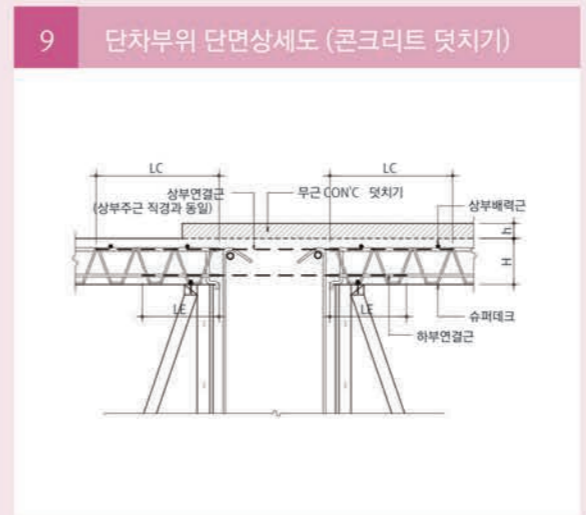 9 단차부위 단면상세도 (콘크리트 덧치기)
LC
LC
상부연결근
(상부주근 직경과 동일)
무근 CON'C 덧치기
상부배력근
h
H
LE
LE
슈퍼데크
하부연결근